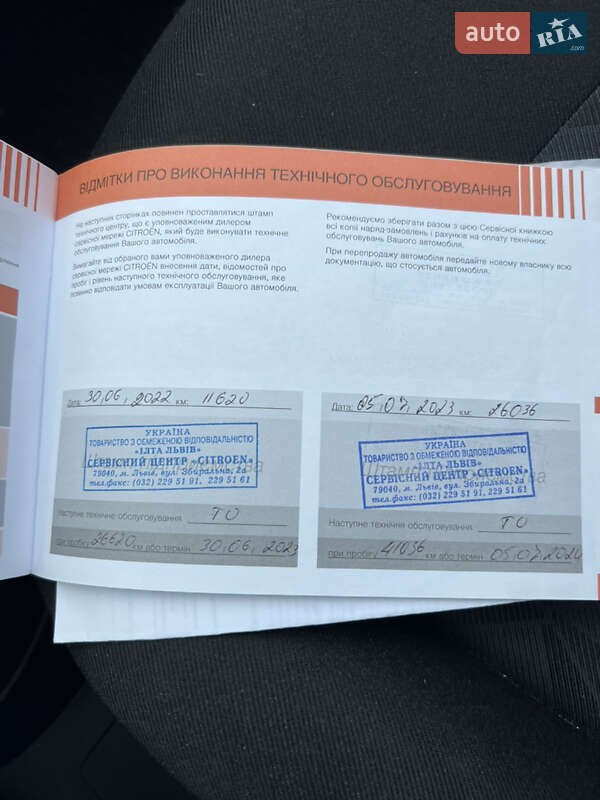 auto RIA .com
ВІДМІТКИ ПРО ВИКОНАННЯ ТЕХНІЧНОГО ОБСЛУГОВУВАННЯ
На наступних сторінках повинен проставлятися штамп
технічного центру, що є уповноваженим дилером
сервісної мережі CITROËN, який буде виконувати технічне
обслуговування Вашого автомобіля.
Вимагайте від обраного вами уповноваженого дилера
сервісної мережі CITROËN внесення дати, відомостей про
пробіг і рівень наступного технічного обслуговування, яке
повинно відповідати умовам експлуатації Вашого автомобіля.
Рекомендуємо зберігати разом з цією Сервісної книжкою
всі копії наряд-замовлень і рахунків на оплату технічних
обслуговувань Вашого автомобіля.
При перепродажу автомобіля передайте новому власнику всю
документацію, що стосується автомобіля.
Дата: 30,06, 2022 км: 11620
УКРАЇНА
ТОВАРИСТВО З ОБМЕЖЕНОЮ ВІДПОВІДАЛЬНІСТЮ
«ІЛТА ЛЬВІВ»
СЕРВІСНИЙ ЦЕНТР «CITROEN»
79040, м. Львів, вул. Збиральна, 2а
тел.факс: (032) 229 51 91, 229 51 61
Наступне технічне обслуговування ТО
при пробігу 26620 км або термін 30,06, 2023
Дата: 05,07, 2023 км: 26036
УКРАЇНА
ТОВАРИСТВО З ОБМЕЖЕНОЮ ВІДПОВІДАЛЬНІСТЮ
«ІЛТА ЛЬВІВ»
СЕРВІСНИЙ ЦЕНТР «CITROEN»
79040, м. Львів, вул. Збиральна, 2а
тел.факс: (032) 229 51 91, 229 51 61
Наступне технічне обслуговування ТО
при пробігу 41036 км або термін 05,07,2024